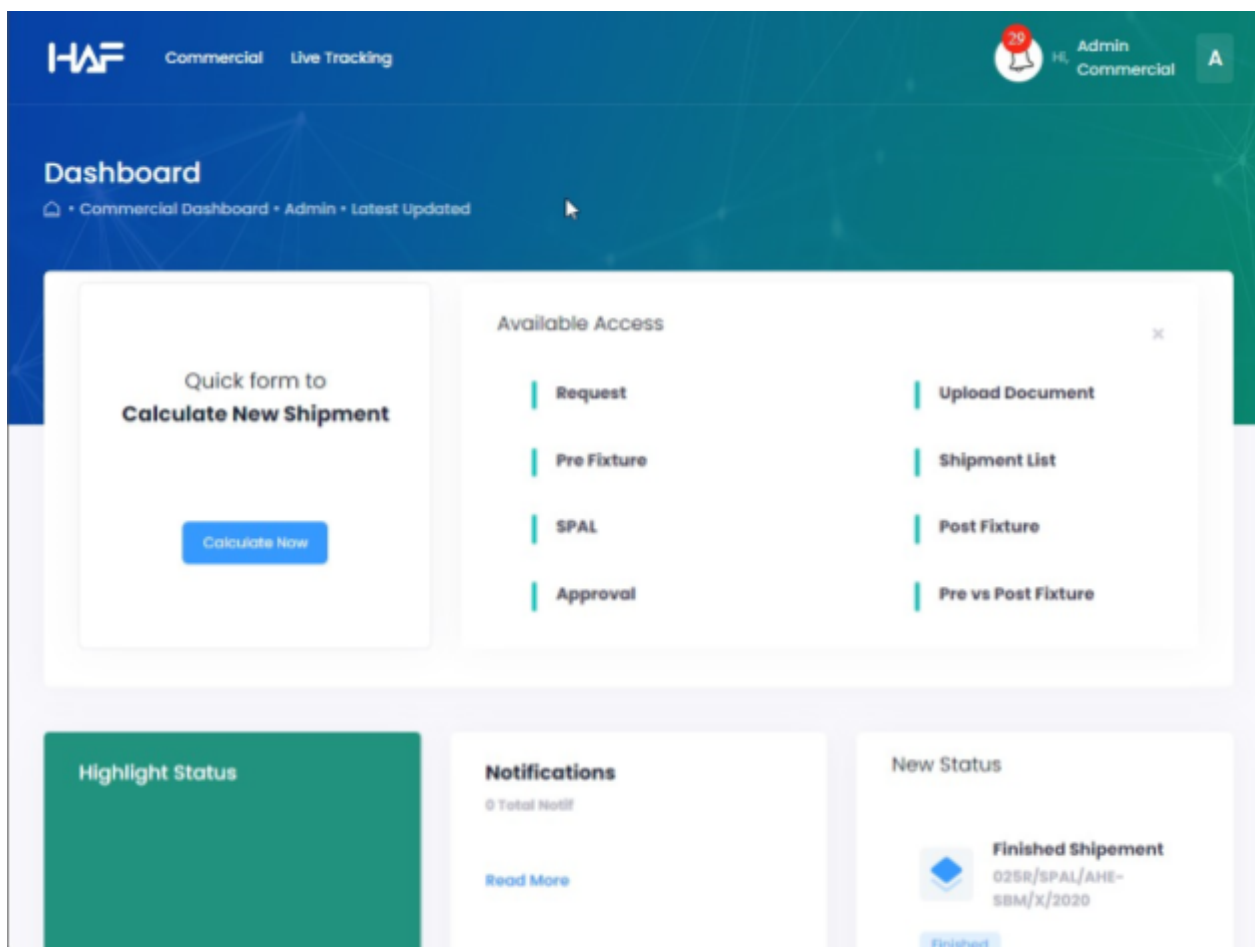 HAF
Commercial
Live Tracking
29
Hi,
Admin
Commercial
A
Dashboard
• Commercial Dashboard • Admin • Latest Updated
Quick form to
Calculate New Shipment
Calculate Now
Available Access
×
Request
Upload Document
Pre Fixture
Shipment List
SPAL
Post Fixture
Approval
Pre vs Post Fixture
Highlight Status
Notifications
0 Total Notif
Read More
New Status
Finished Shipement
025R/SPAL/AHE-
SBM/X/2020
Finished